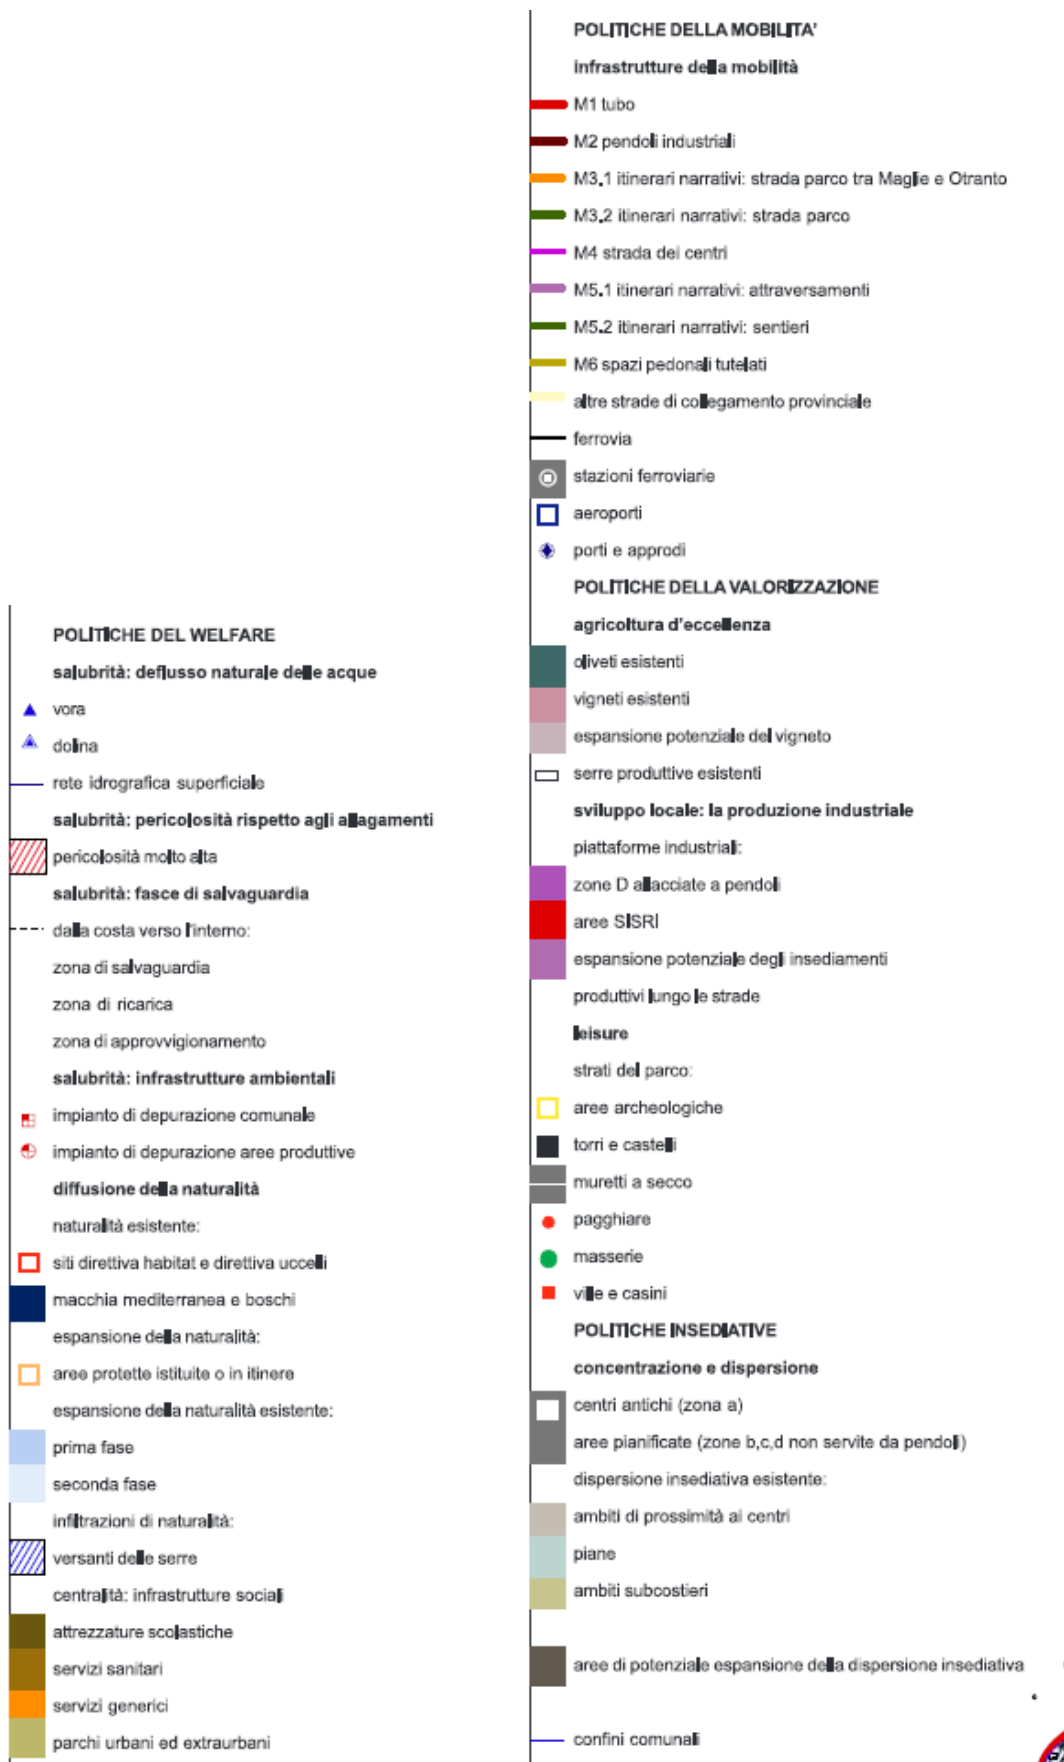 POLITICHE DEL WELFARE
salubrità: deflusso naturale delle acque
vora
dolina
rete idrografica superficiale
salubrità: pericolosità rispetto agli allagamenti
pericolosità molto alta
salubrità: fasce di salvaguardia
dalla costa verso l'interno:
zona di salvaguardia
zona di ricarica
zona di approvvigionamento
salubrità: infrastrutture ambientali
impianto di depurazione comunale
impianto di depurazione aree produttive
diffusione della naturalità
naturalità esistente:
siti direttiva habitat e direttiva uccelli
macchia mediterranea e boschi
espansione della naturalità:
aree protette istituite o in itinere
espansione della naturalità esistente:
prima fase
seconda fase
infiltrazioni di naturalità:
versanti delle serre
centralità: infrastrutture sociali
attrezzature scolastiche
servizi sanitari
servizi generici
parchi urbani ed extraurbani
POLITICHE DELLA MOBILITA'
infrastrutture della mobilità
M1 tubo
M2 pendoli industriali
M3.1 itinerari narrativi: strada parco tra Maglie e Otranto
M3.2 itinerari narrativi: strada parco
M4 strada dei centri
M5.1 itinerari narrativi: attraversamenti
M5.2 itinerari narrativi: sentieri
M6 spazi pedonali tutelati
altre strade di collegamento provinciale
ferrovia
stazioni ferroviarie
aeroporti
porti e approdi
POLITICHE DELLA VALORIZZAZIONE
agricoltura d'eccellenza
oliveti esistenti
vigneti esistenti
espansione potenziale del vigneto
serre produttive esistenti
sviluppo locale: la produzione industriale
piattaforme industriali:
zone D allacciate a pendoli
aree SISRI
espansione potenziale degli insediamenti
produttivi lungo le strade
leisure
strati del parco:
aree archeologiche
torri e castelli
muretti a secco
pagghiare
masserie
ville e casini
POLITICHE INSEDIATIVE
concentrazione e dispersione
centri antichi (zona a)
aree pianificate (zone b,c,d non servite da pendoli)
dispersione insediativa esistente:
ambiti di prossimità ai centri
piane
ambiti subcostieri
aree di potenziale espansione della dispersione insediativa
confini comunali